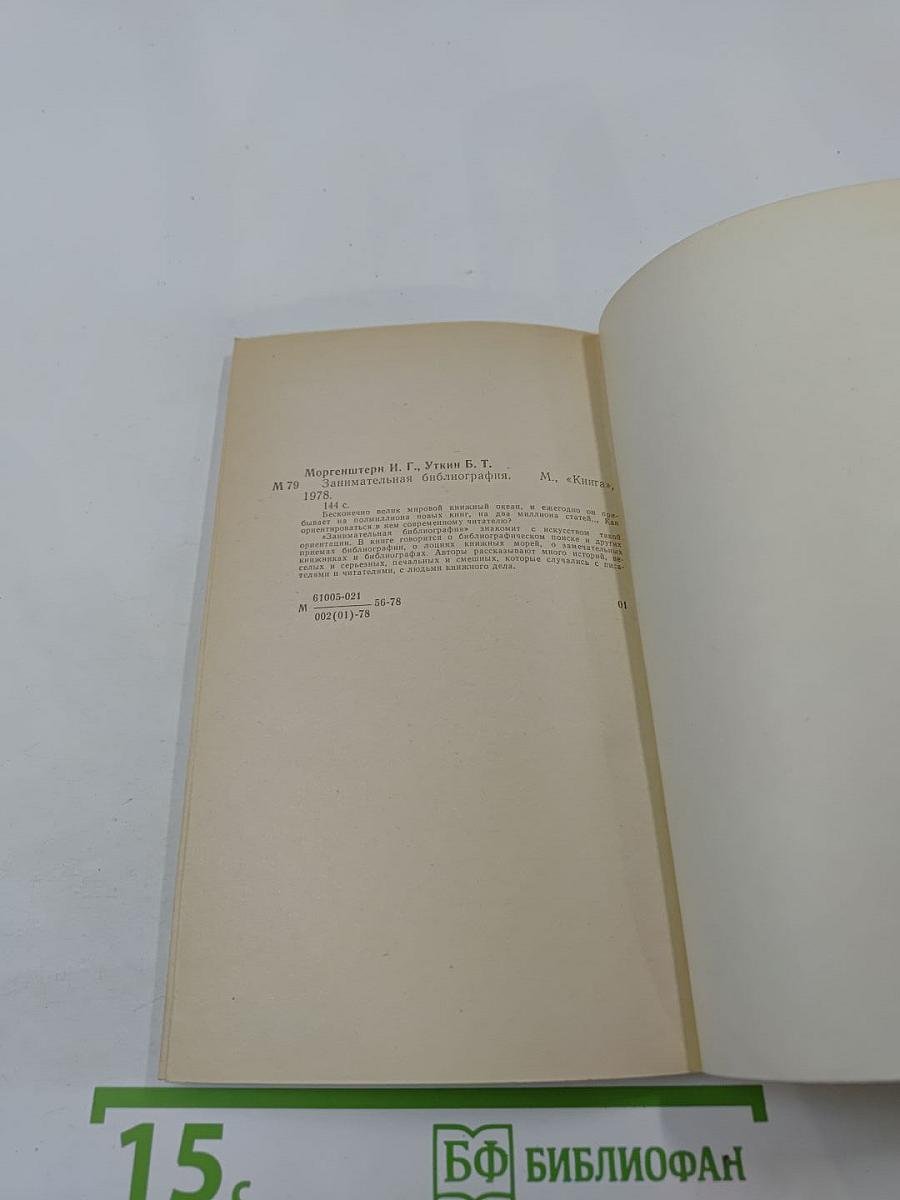 Моргенштерн И. Г., Уткин Б. Т.
М 79 Занимательная библиография. М., «Книга»,
1978.
144 с.
Бесконечно велик мировой книжный океан, и ежегодно он при-
бывает на полмиллиона новых книг, на два миллиона статей... Как
ориентироваться в нем современному читателю?
«Занимательная библиография» знакомит с искусством такой
ориентации. В книге говорится о библиографическом поиске и других
приемах библиографии, о лоциях книжных морей, о замечательных
книжниках и библиографах. Авторы рассказывают много историй, ве-
селых и серьезных, печальных и смешных, которые случались с писа-
телями и читателями, с людьми книжного дела.
61005-021
М 56-78 01
002(01)-78
15 с
БФ БИБЛИОФАН